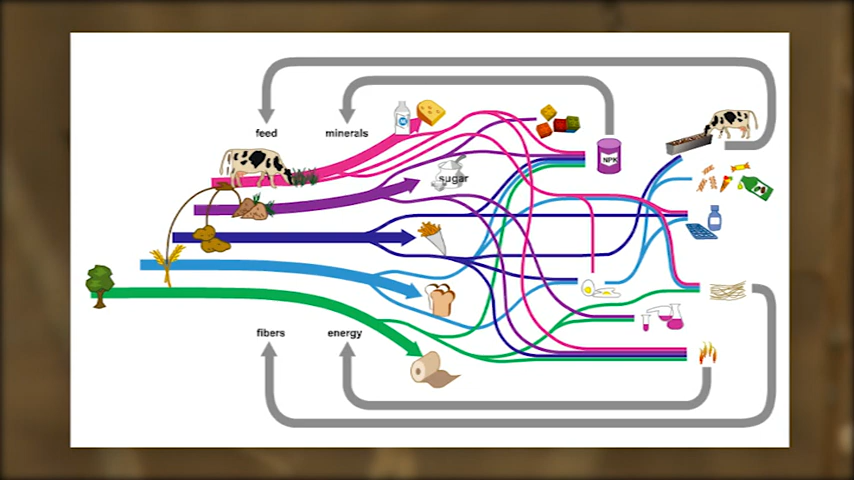 feed
minerals
NPK
sugar
fibers
energy